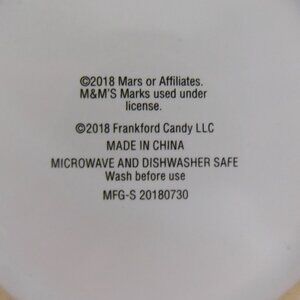 ©2018 Mars or Affiliates.
M&M'S Marks used under
license.
©2018 Frankford Candy LLC
MADE IN CHINA
MICROWAVE AND DISHWASHER SAFE
Wash before use
MFG-S 20180730